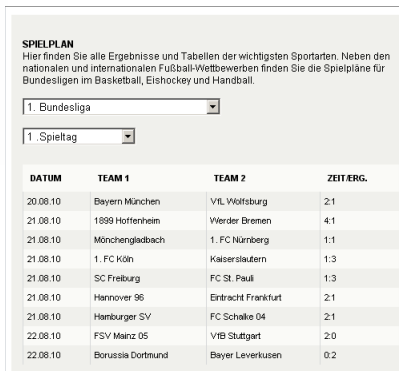 SPIELPLAN
Hier finden Sie alle Ergebnisse und Tabellen der wichtigsten Sportarten. Neben den
nationalen und internationalen Fußball-Wettbewerben finden Sie die Spielpläne für
Bundesligen im Basketball, Eishockey und Handball.
1. Bundesliga
1 .Spieltag
DATUM TEAM 1 TEAM 2 ZEIT/ERG.
20.08.10 Bayern München VfL Wolfsburg 2:1
21.08.10 1899 Hoffenheim Werder Bremen 4:1
21.08.10 Mönchengladbach 1. FC Nürnberg 1:1
21.08.10 1. FC Köln Kaiserslautern 1:3
21.08.10 SC Freiburg FC St. Pauli 1:3
21.08.10 Hannover 96 Eintracht Frankfurt 2:1
21.08.10 Hamburger SV FC Schalke 04 2:1
22.08.10 FSV Mainz 05 VfB Stuttgart 2:0
22.08.10 Borussia Dortmund Bayer Leverkusen 0:2